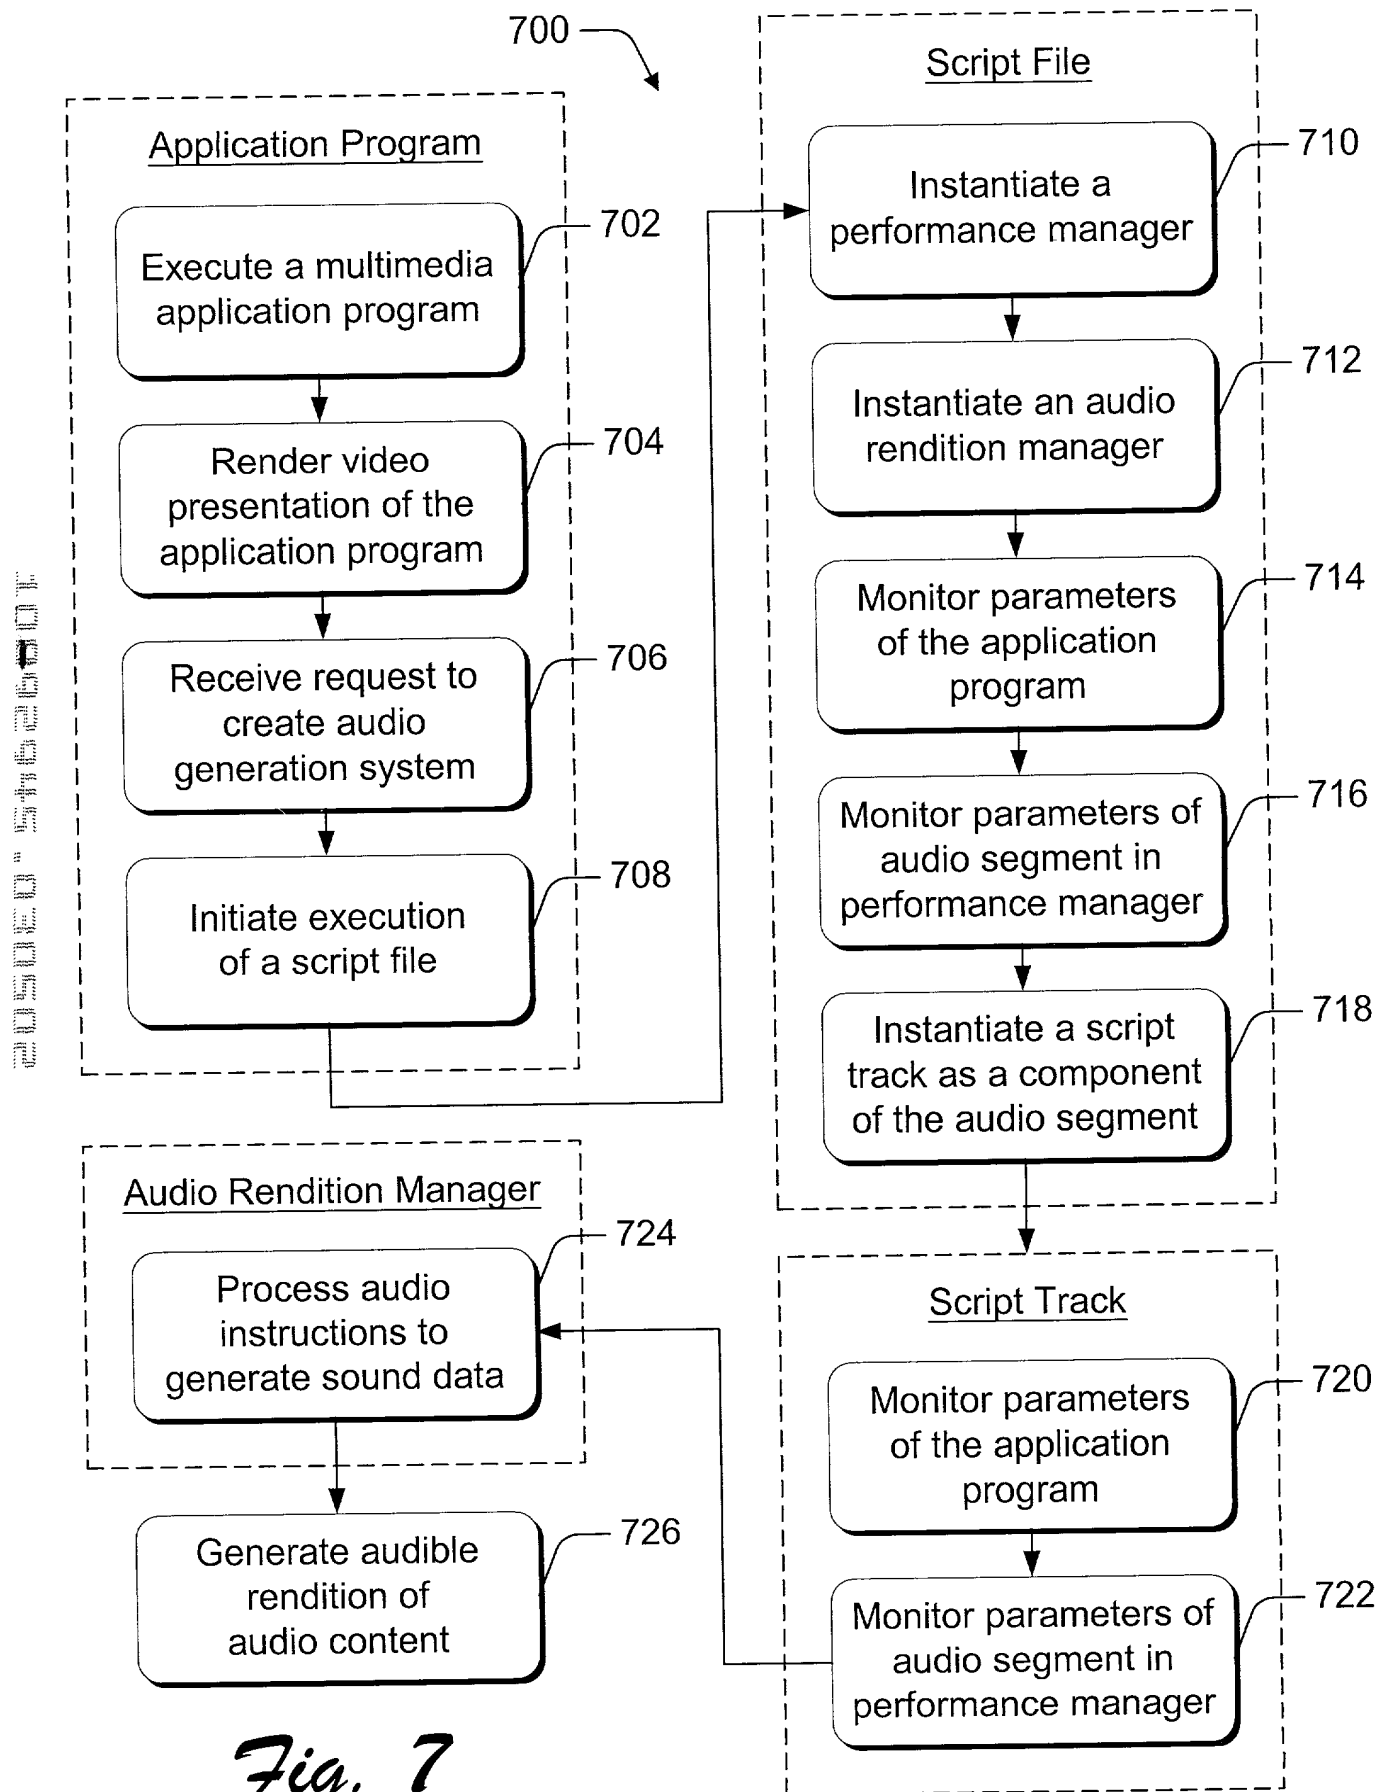 700
Application Program
Execute a multimedia
application program
702
Render video
presentation of the
application program
704
Receive request to
create audio
generation system
706
Initiate execution
of a script file
708
Script File
Instantiate a
performance manager
710
Instantiate an audio
rendition manager
712
Monitor parameters
of the application
program
714
Monitor parameters of
audio segment in
performance manager
716
Instantiate a script
track as a component
of the audio segment
718
Script Track
Monitor parameters
of the application
program
720
Monitor parameters of
audio segment in
performance manager
722
Audio Rendition Manager
Process audio
instructions to
generate sound data
724
Generate audible
rendition of
audio content
726
Fig. 7